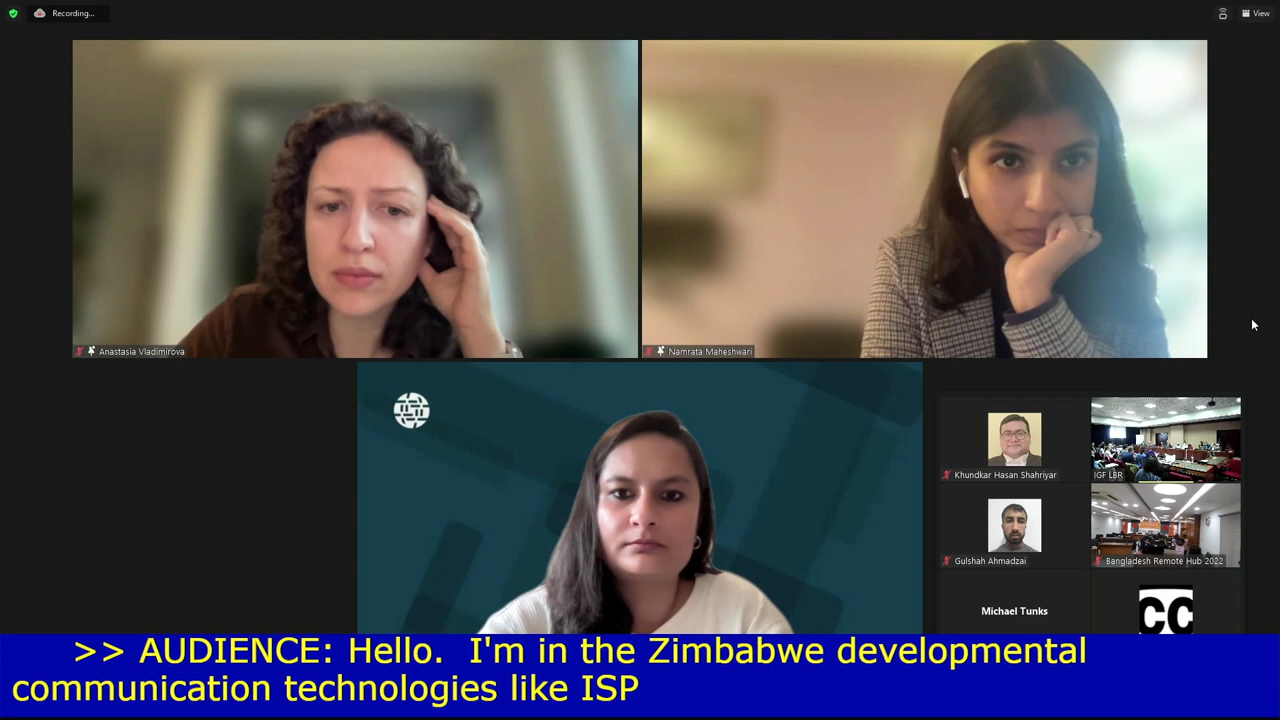 Recording...
View
Anastasia Vladimirova
Namrata Maheshwari
Khundkar Hasan Shahriyar
IGF LBR
Gulshah Ahmadzai
Bangladesh Remote Hub 2022
Michael Tunks
CC
>> AUDIENCE: Hello.  I'm in the Zimbabwe developmental
communication technologies like ISP